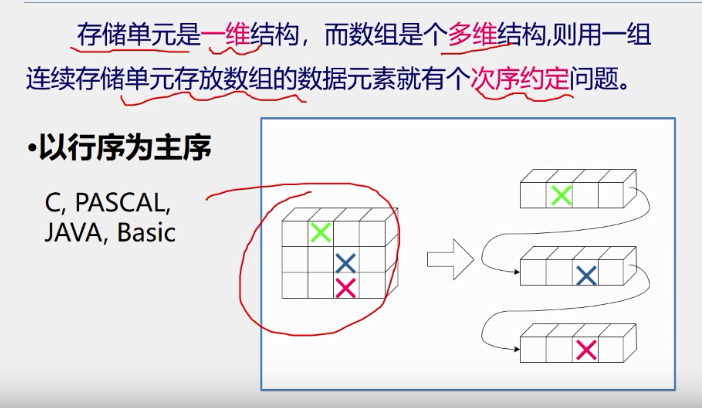 存储单元是一维结构，而数组是个多维结构,则用一组
连续存储单元存放数组的数据元素就有个次序约定问题。
•以行序为主序
C, PASCAL,
JAVA, Basic